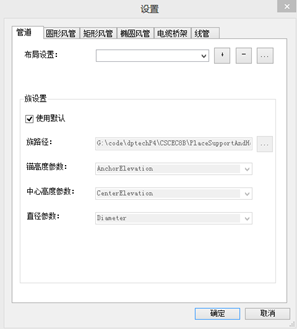 设置
管道 圆形风管 矩形风管 椭圆风管 电缆桥架 线管
布局设置: + - ...
族设置
使用默认
族路径: G:\code\dptechP4\CSCEC8B\PlaceSupportAndH ...
锚高度参数: AnchorElevation
中心高度参数: CenterElevation
直径参数: Diameter
确定 取消